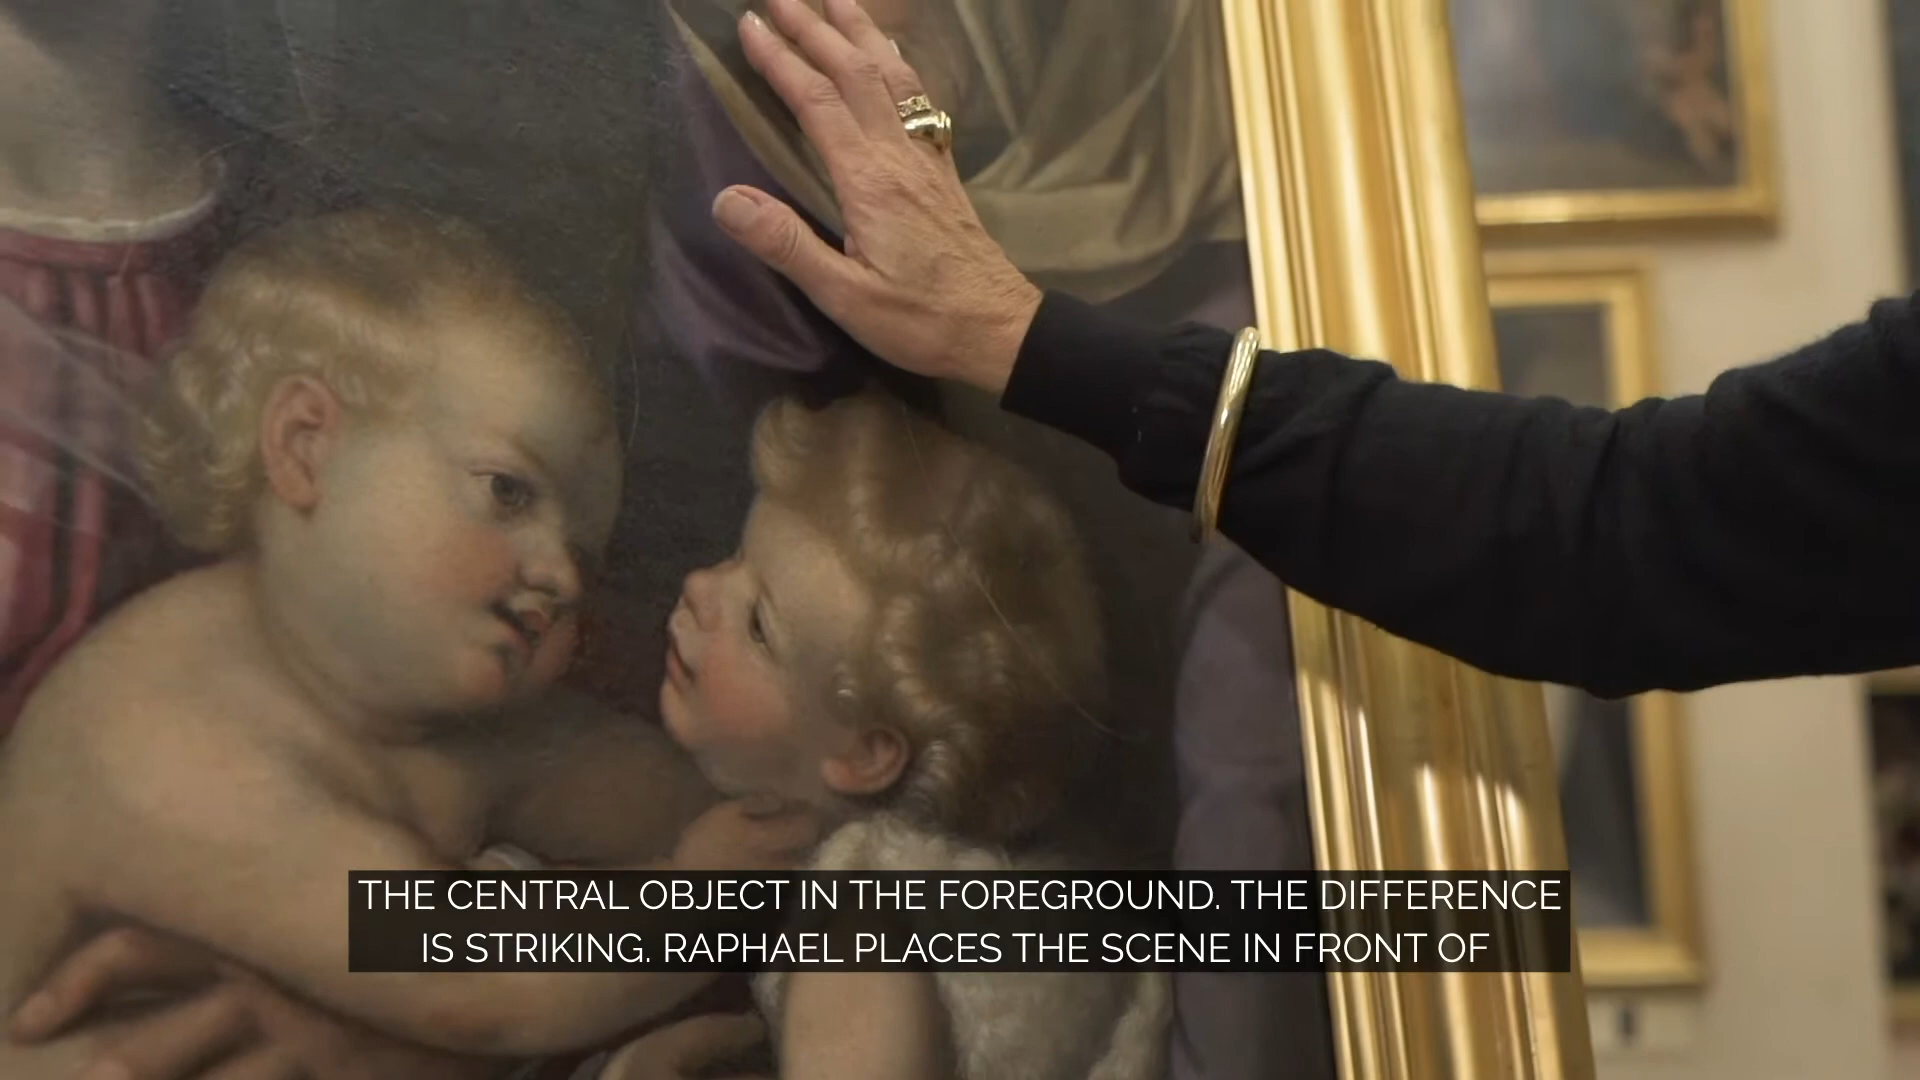 THE CENTRAL OBJECT IN THE FOREGROUND. THE DIFFERENCE
IS STRIKING. RAPHAEL PLACES THE SCENE IN FRONT OF